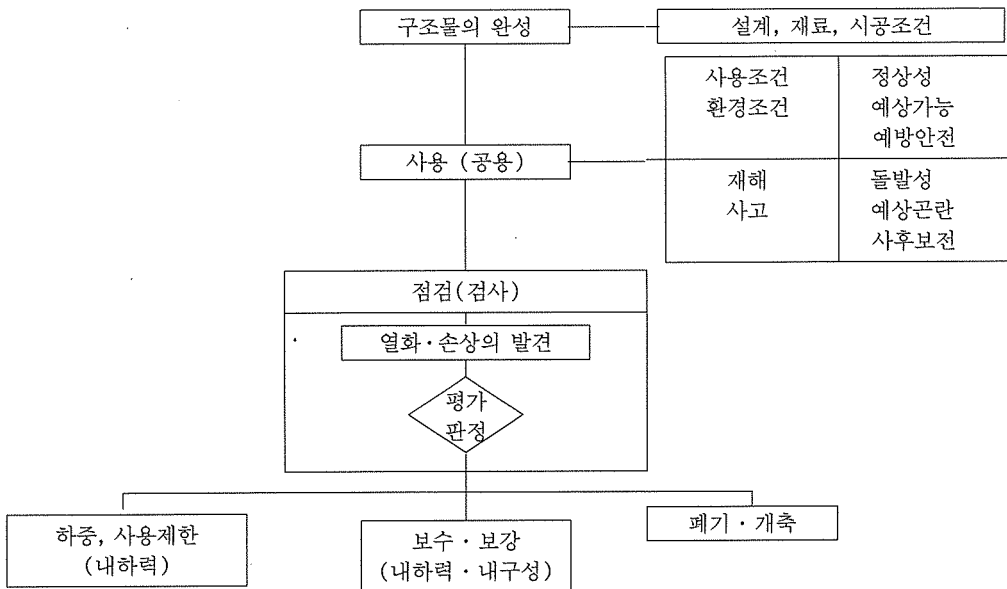 구조물의 완성
설계, 재료, 시공조건
사용조건 정상성
환경조건 예상가능
예방안전
사용 (공용)
재해 돌발성
사고 예상곤란
사후보전
점검(검사)
열화·손상의 발견
평가
판정
하중, 사용제한
(내하력)
보수·보강
(내하력·내구성)
폐기·개축